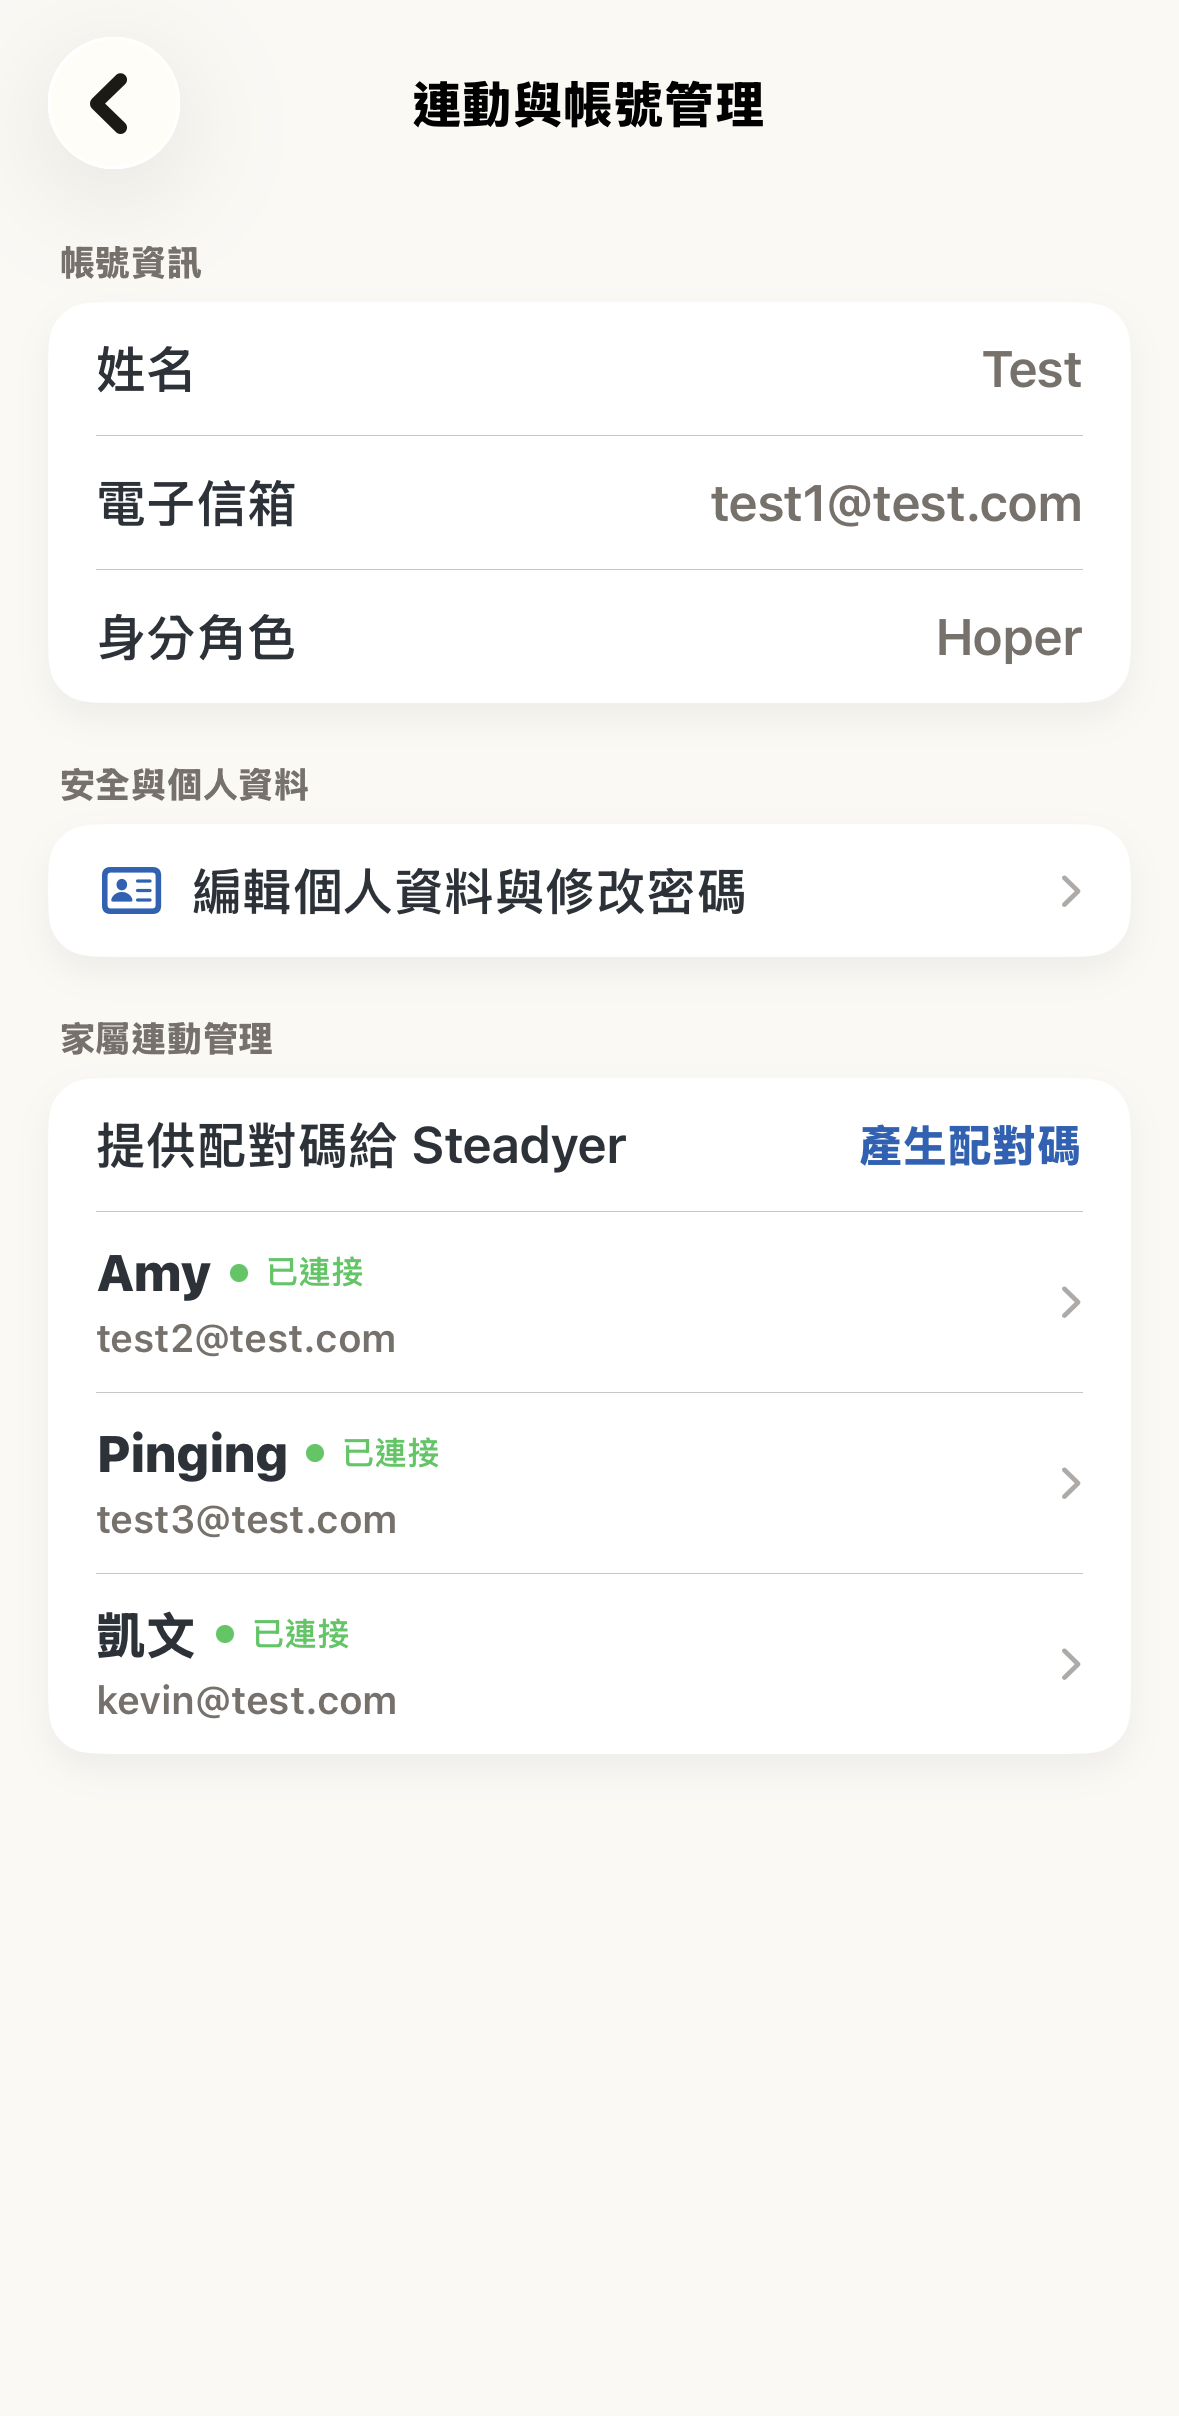 連動與帳號管理
帳號資訊
姓名 Test
電子信箱 test1@test.com
身分角色 Hoper
安全與個人資料
編輯個人資料與修改密碼
家屬連動管理
提供配對碼給 Steadyer 產生配對碼
Amy 已連接
test2@test.com
Pinging 已連接
test3@test.com
凱文 已連接
kevin@test.com